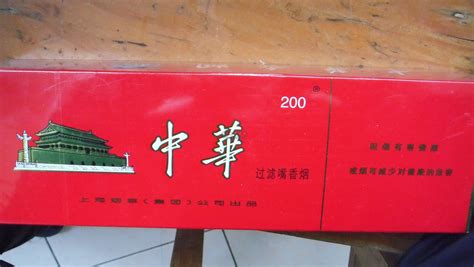 200
®
中華
过滤嘴香烟
上海烟草（集团）公司出品
吸烟有害健康
戒烟可减少对健康的危害